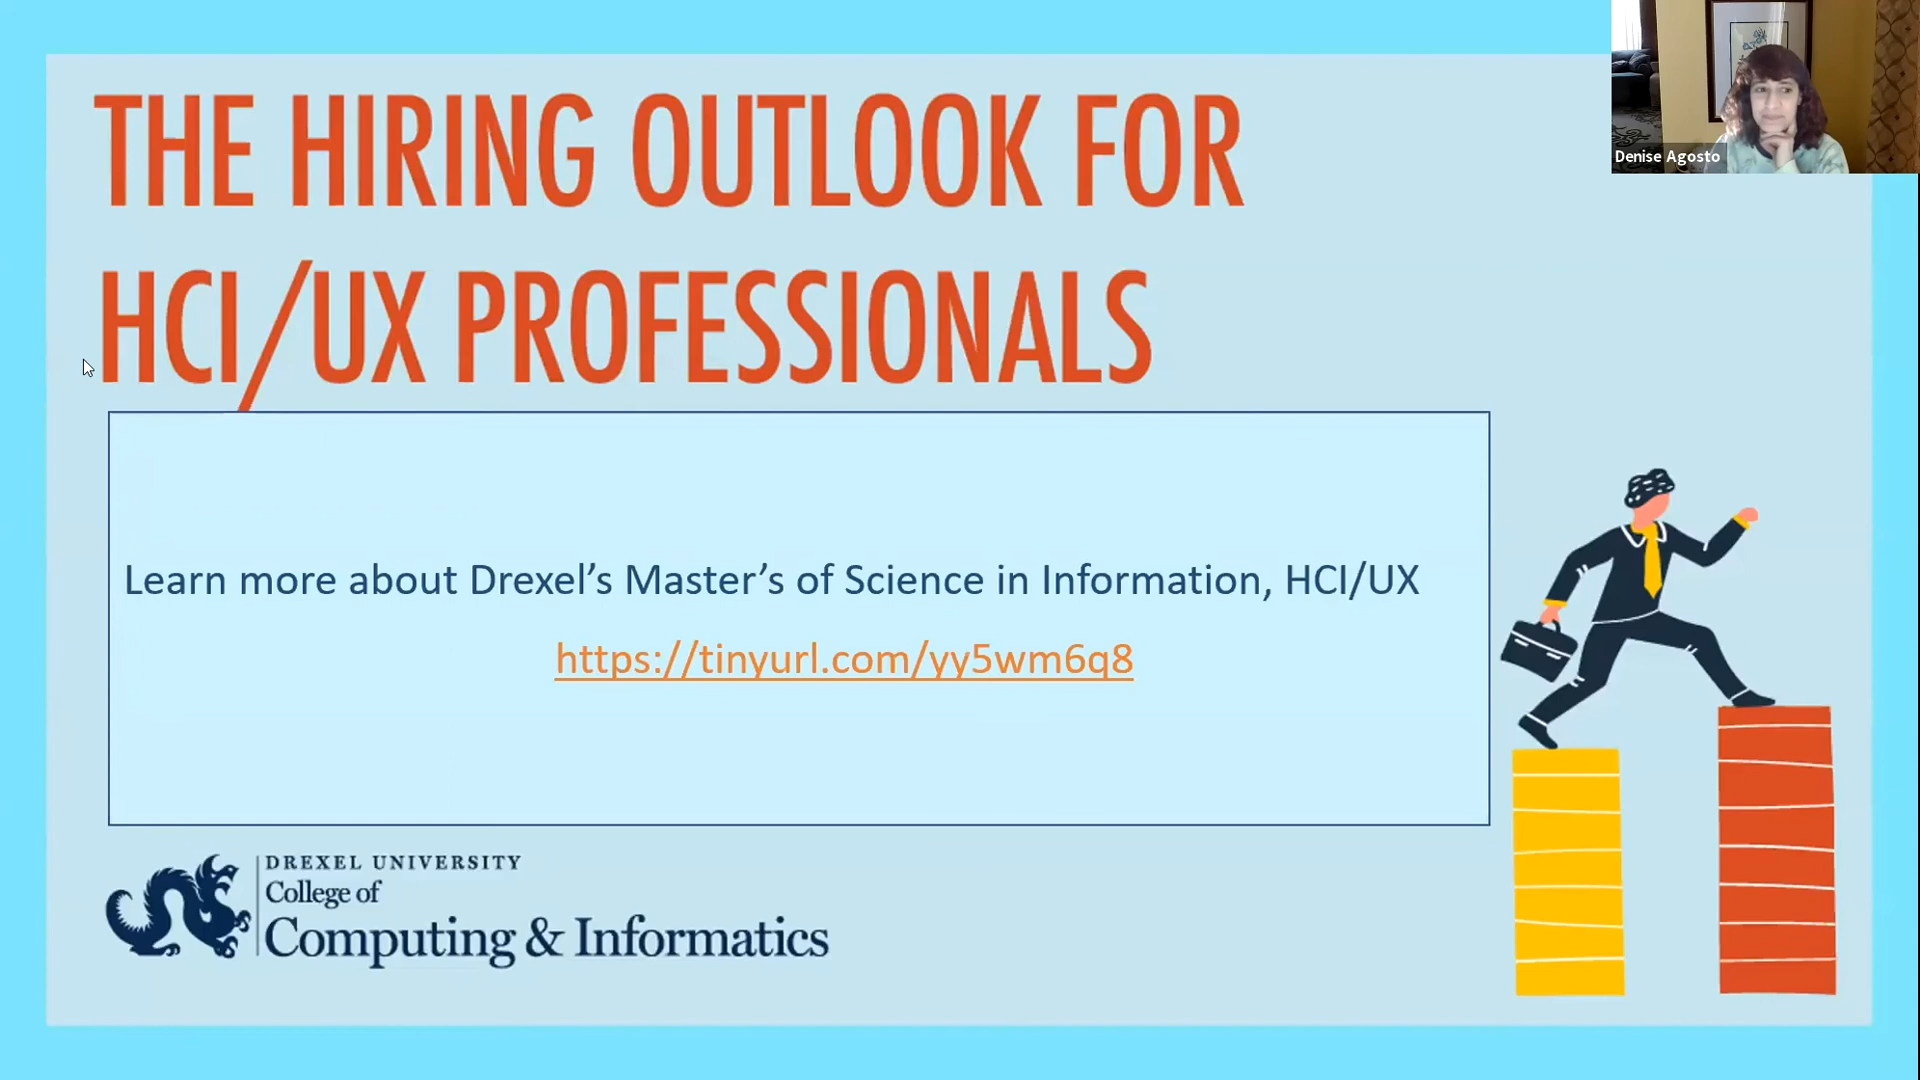 THE HIRING OUTLOOK FOR
HCI/UX PROFESSIONALS
Denise Agosto
Learn more about Drexel’s Master’s of Science in Information, HCI/UX
https://tinyurl.com/yy5wm6q8
DREXEL UNIVERSITY
College of
Computing & Informatics